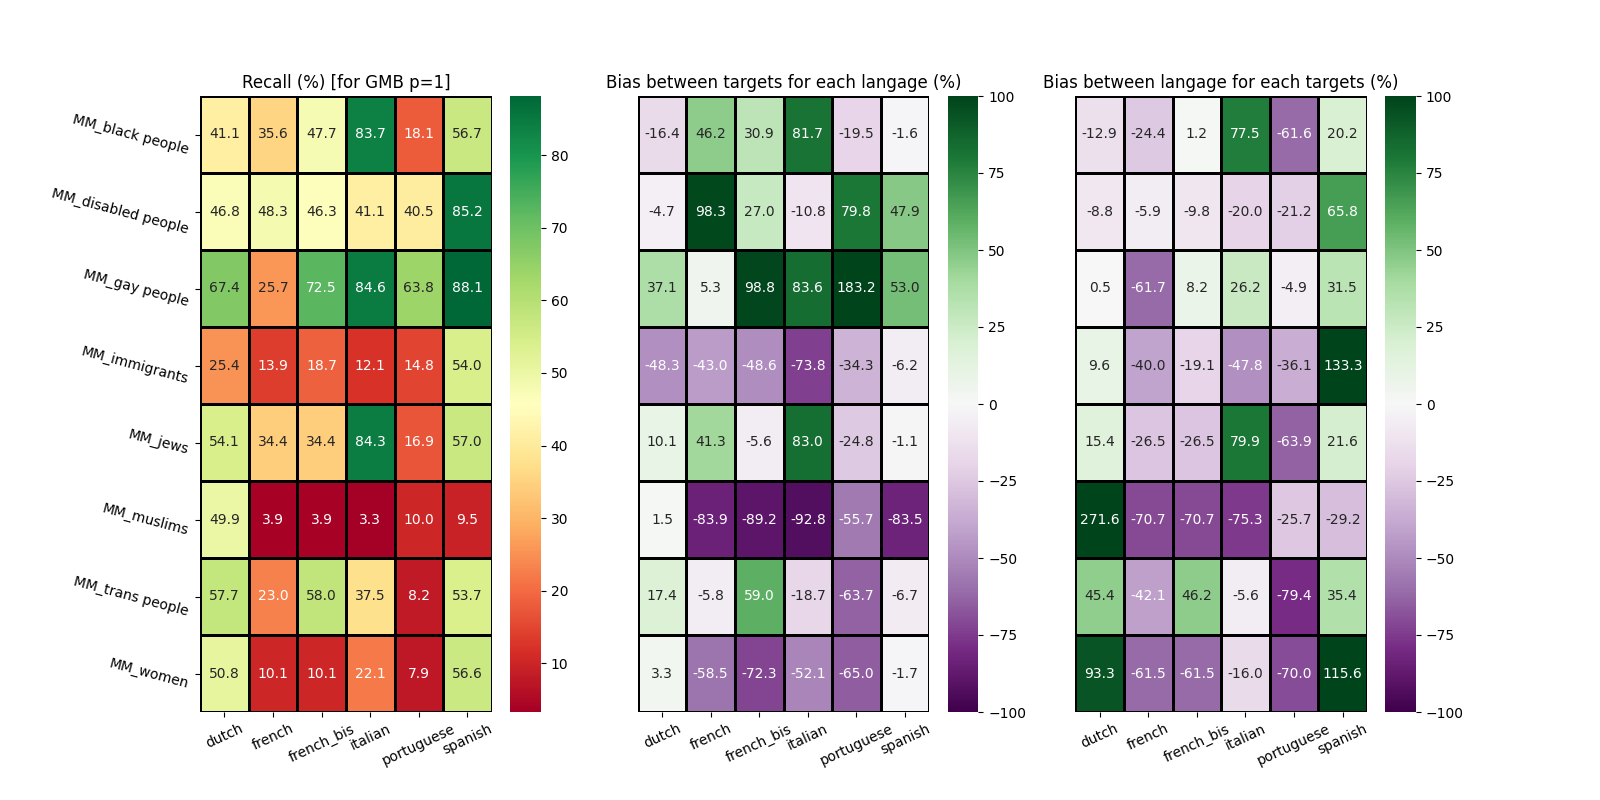 Recall (%) [for GMB p=1]
Bias between targets for each langage (%)
Bias between langage for each targets (%)
MM_black people 41.1 35.6 47.7 83.7 18.1 56.7
MM_disabled people 46.8 48.3 46.3 41.1 40.5 85.2
MM_gay people 67.4 25.7 72.5 84.6 63.8 88.1
MM_immigrants 25.4 13.9 18.7 12.1 14.8 54.0
MM_jews 54.1 34.4 34.4 84.3 16.9 57.0
MM_muslims 49.9 3.9 3.9 3.3 10.0 9.5
MM_trans people 57.7 23.0 58.0 37.5 8.2 53.7
MM_women 50.8 10.1 10.1 22.1 7.9 56.6
dutch french french_bis italian portuguese spanish
80
70
60
50
40
30
20
10
-16.4 46.2 30.9 81.7 -19.5 -1.6
-4.7 98.3 27.0 -10.8 79.8 47.9
37.1 5.3 98.8 83.6 183.2 53.0
-48.3 -43.0 -48.6 -73.8 -34.3 -6.2
10.1 41.3 -5.6 83.0 -24.8 -1.1
1.5 -83.9 -89.2 -92.8 -55.7 -83.5
17.4 -5.8 59.0 -18.7 -63.7 -6.7
3.3 -58.5 -72.3 -52.1 -65.0 -1.7
dutch french french_bis italian portuguese spanish
100
75
50
25
0
−25
−50
−75
−100
-12.9 -24.4 1.2 77.5 -61.6 20.2
-8.8 -5.9 -9.8 -20.0 -21.2 65.8
0.5 -61.7 8.2 26.2 -4.9 31.5
9.6 -40.0 -19.1 -47.8 -36.1 133.3
15.4 -26.5 -26.5 79.9 -63.9 21.6
271.6 -70.7 -70.7 -75.3 -25.7 -29.2
45.4 -42.1 46.2 -5.6 -79.4 35.4
93.3 -61.5 -61.5 -16.0 -70.0 115.6
dutch french french_bis italian portuguese spanish
100
75
50
25
0
−25
−50
−75
−100